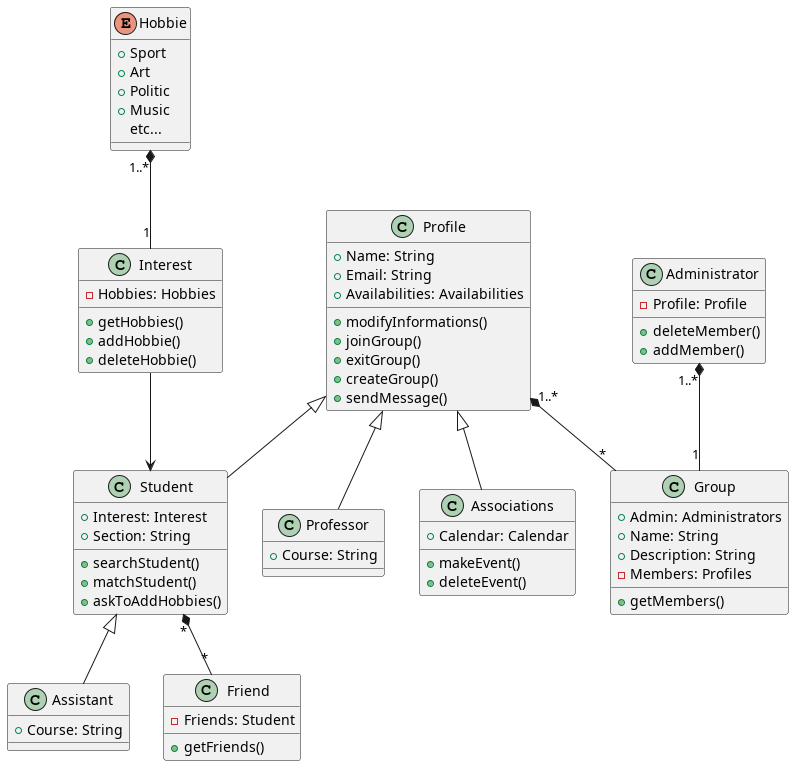 E Hobbie
Sport
Art
Politic
Music
etc...
1..*
1
C Interest
Hobbies: Hobbies
getHobbies()
addHobbie()
deleteHobbie()
C Profile
Name: String
Email: String
Availabilities: Availabilities
modifyInformations()
joinGroup()
exitGroup()
createGroup()
sendMessage()
C Administrator
Profile: Profile
deleteMember()
addMember()
1..*
1
1..*
*
C Student
Interest: Interest
Section: String
searchStudent()
matchStudent()
askToAddHobbies()
C Professor
Course: String
C Associations
Calendar: Calendar
makeEvent()
deleteEvent()
C Group
Admin: Administrators
Name: String
Description: String
Members: Profiles
getMembers()
*
*
C Assistant
Course: String
C Friend
Friends: Student
getFriends()